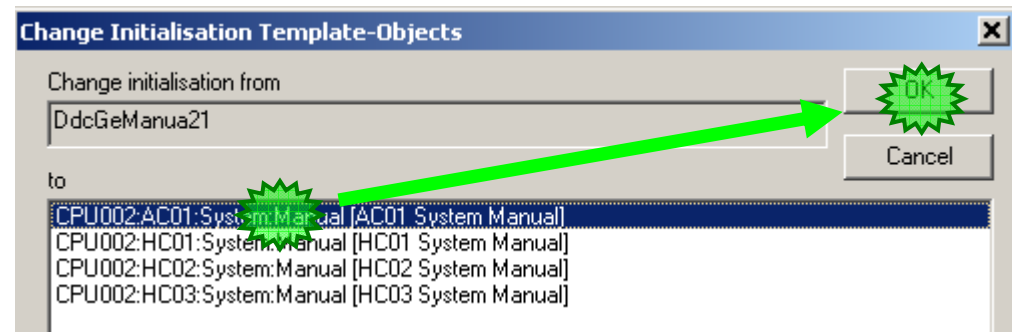 Change Initialisation Template-Objects
Change initialisation from
OK
DdcGeManua21
Cancel
to
CPU002:AC01:System:Manual [AC01 System Manual]
CPU002:HC01:System:Manual [HC01 System Manual]
CPU002:HC02:System:Manual [HC02 System Manual]
CPU002:HC03:System:Manual [HC03 System Manual]